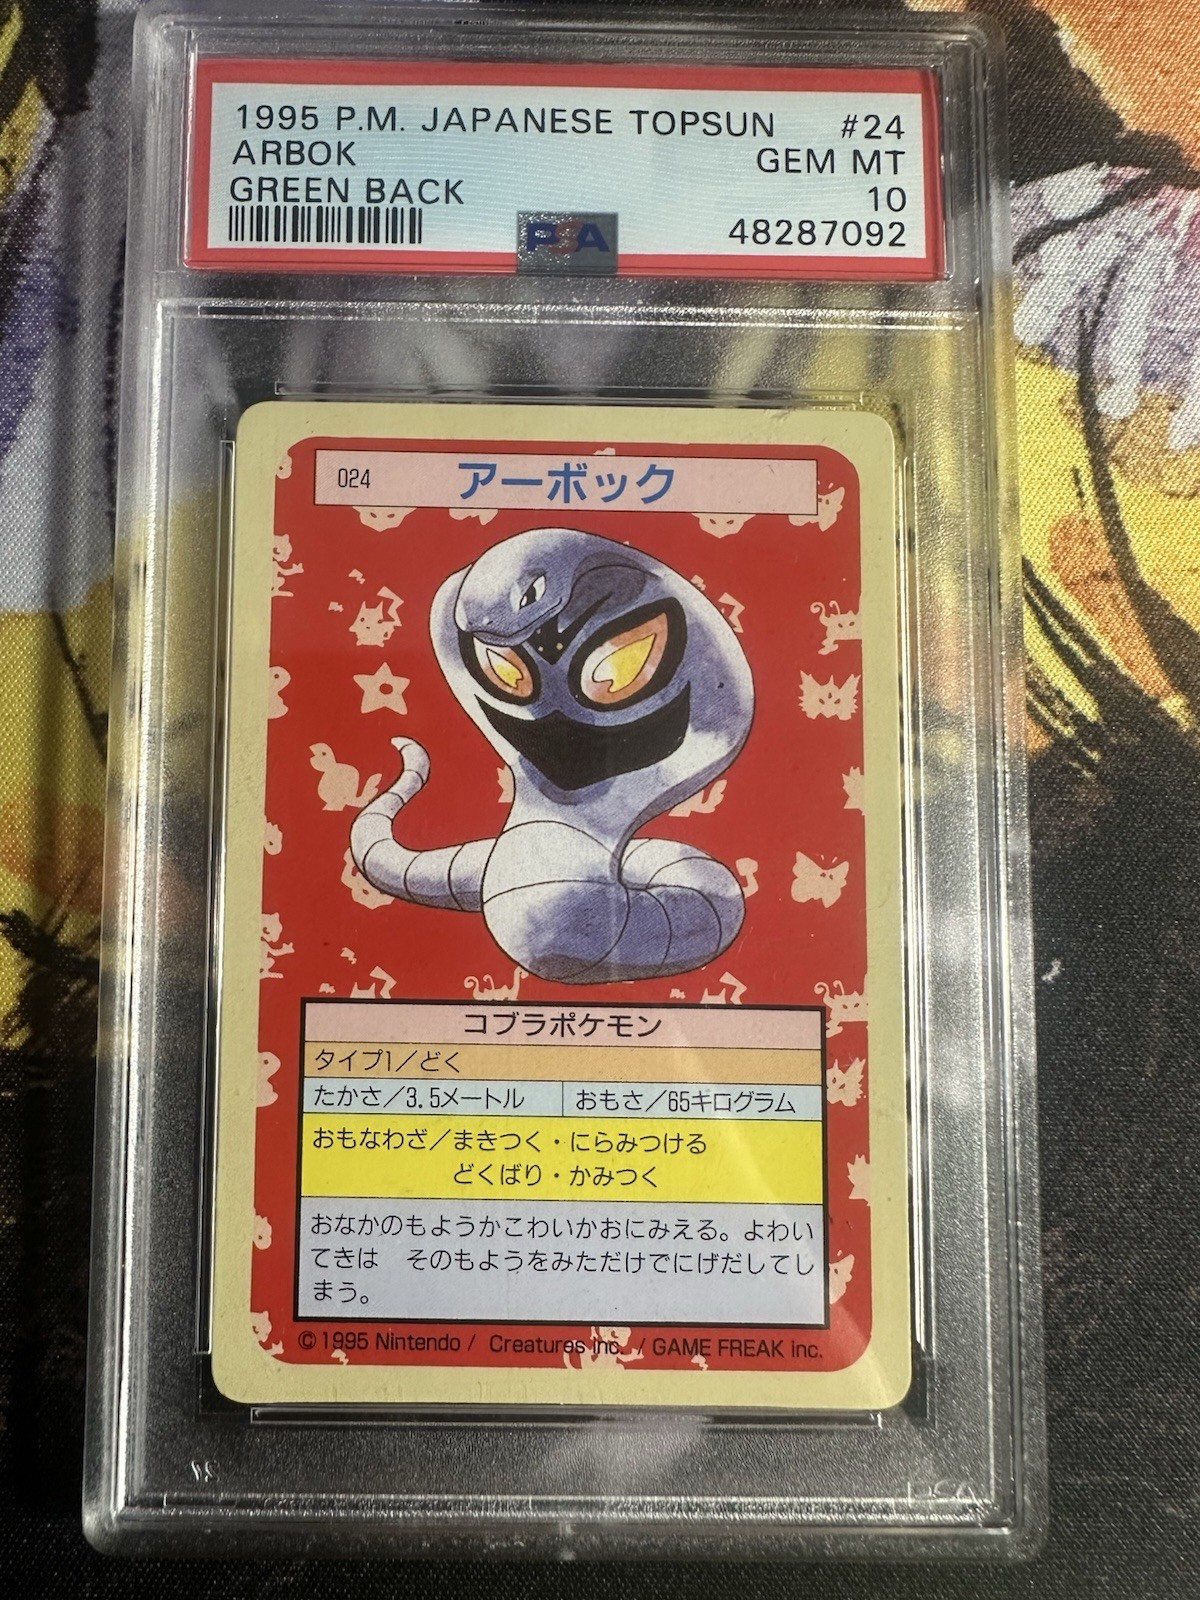 1995 P.M. JAPANESE TOPSUN #24
ARBOK GEM MT
GREEN BACK 10
PSA 48287092
024 アーボック
コブラポケモン
タイプ1/どく
たかさ/3.5メートル おもさ/65キログラム
おもなわざ/まきつく・にらみつける
どくばり・かみつく
おなかのもようがこわいかおにみえる。よわい
てきは そのもようをみただけでにげだしてし
まう。
©1995 Nintendo / Creatures inc. / GAME FREAK inc.
PSA